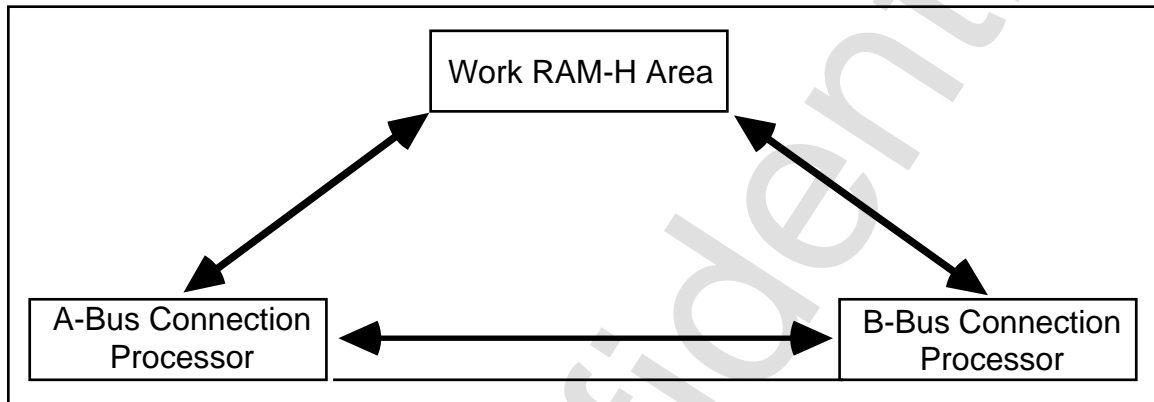 Work RAM-H Area
A-Bus Connection
Processor
B-Bus Connection
Processor